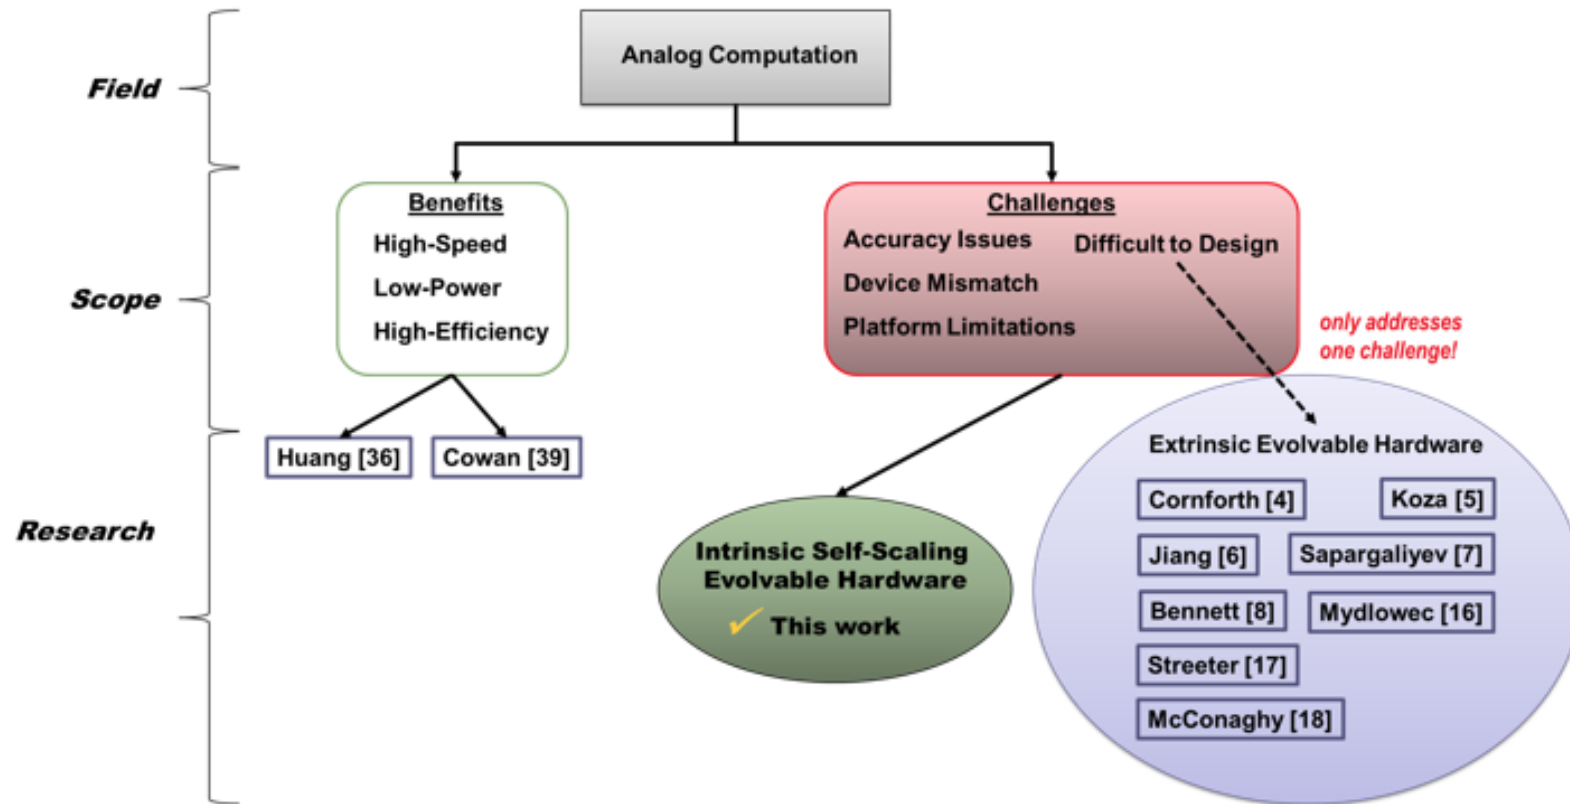 Analog Computation
Field
Benefits
High-Speed
Low-Power
High-Efficiency
Challenges
Accuracy Issues
Difficult to Design
Device Mismatch
Platform Limitations
Scope
only addresses
one challenge!
Huang [36]
Cowan [39]
Research
Intrinsic Self-Scaling
Evolvable Hardware
✓ This work
Extrinsic Evolvable Hardware
Cornforth [4]
Koza [5]
Jiang [6]
Sapargaliyev [7]
Bennett [8]
Mydlowec [16]
Streeter [17]
McConaghy [18]